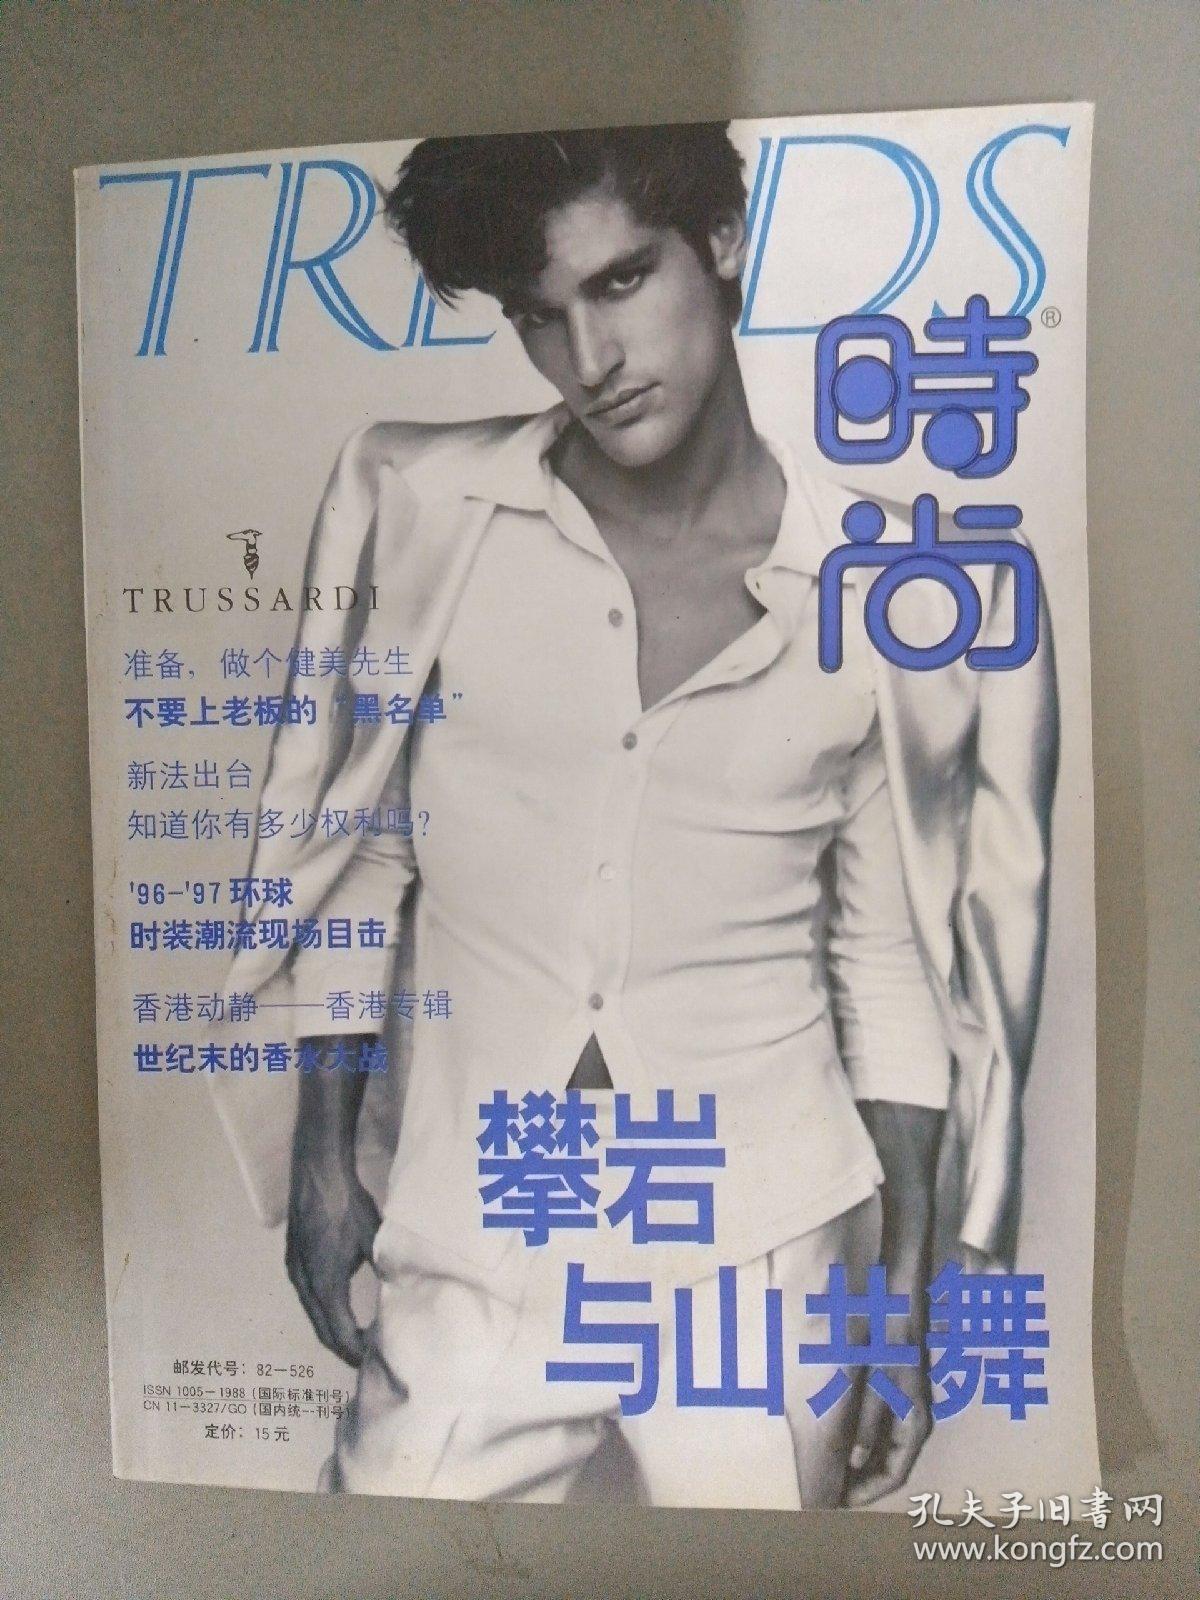 TRENDS
®
時
尚
TRUSSARDI
准备，做个健美先生
不要上老板的“黑名单”
新法出台
知道你有多少权利吗？
'96-'97环球
时装潮流现场目击
香港动静——香港专辑
世纪末的香水大战
攀岩
与山共舞
邮发代号：82-526
ISSN 1005-1988（国际标准刊号）
CN 11-3327/GO（国内统一刊号）
定价：15元
孔夫子旧书网
www.kongfz.com